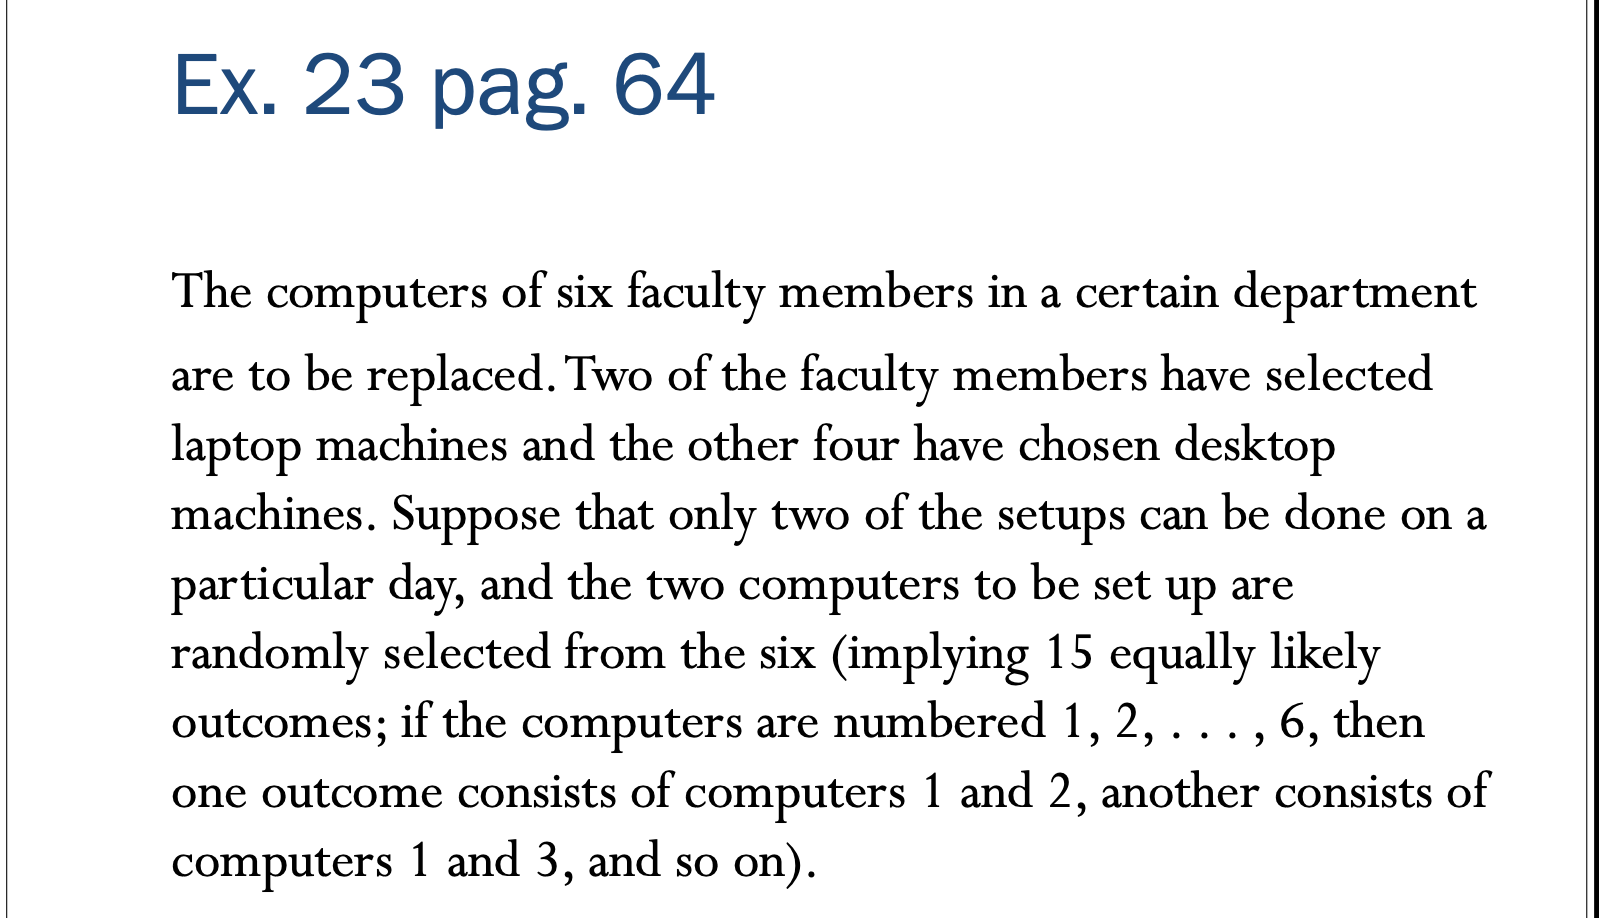 Ex. 23 pag. 64
The computers of six faculty members in a certain department
are to be replaced. Two of the faculty members have selected
laptop machines and the other four have chosen desktop
machines. Suppose that only two of the setups can be done on a
particular day, and the two computers to be set up are
randomly selected from the six (implying 15 equally likely
outcomes; if the computers are numbered 1, 2, . . . , 6, then
one outcome consists of computers 1 and 2, another consists of
computers 1 and 3, and so on).